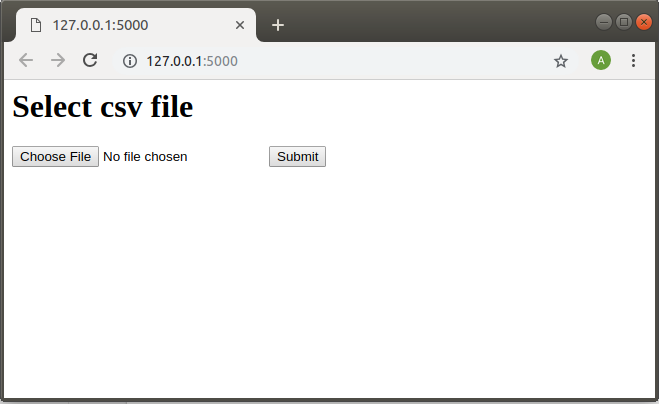 127.0.0.1:5000
127.0.0.1:5000
A
Select csv file
Choose File No file chosen Submit